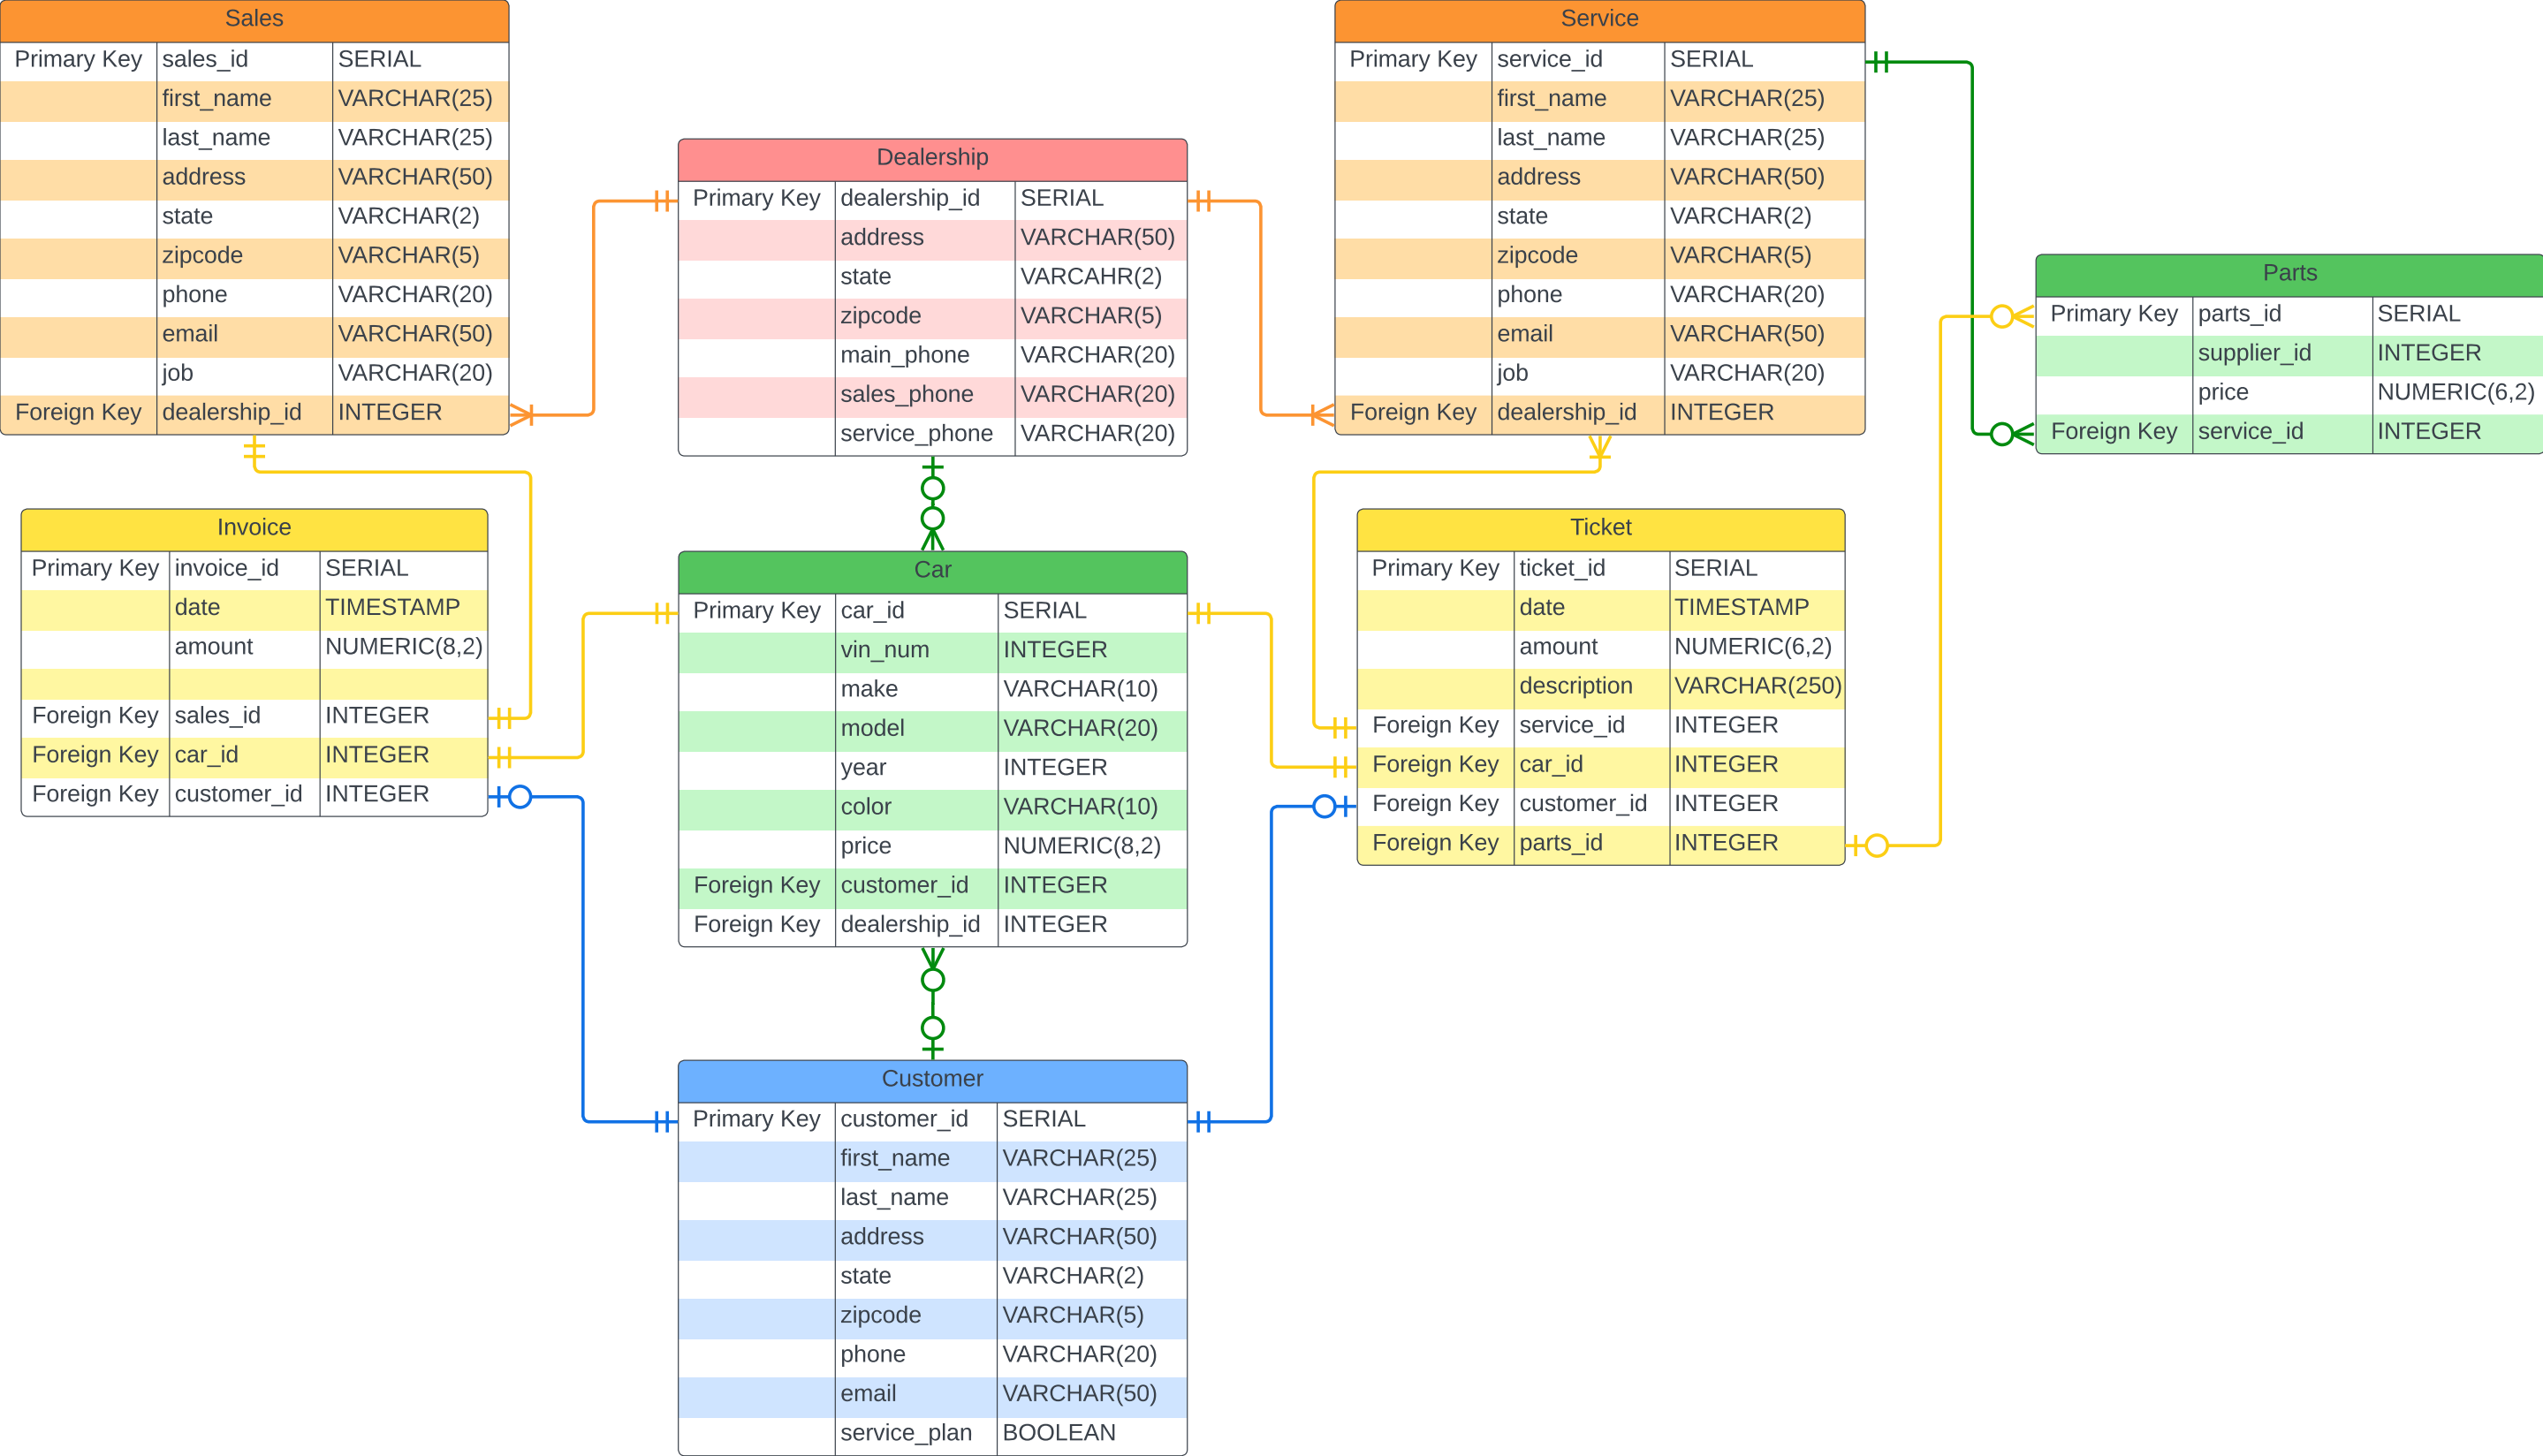 Sales
Primary Key sales_id SERIAL
first_name VARCHAR(25)
last_name VARCHAR(25)
address VARCHAR(50)
state VARCHAR(2)
zipcode VARCHAR(5)
phone VARCHAR(20)
email VARCHAR(50)
job VARCHAR(20)
Foreign Key dealership_id INTEGER
Dealership
Primary Key dealership_id SERIAL
address VARCHAR(50)
state VARCAHR(2)
zipcode VARCHAR(5)
main_phone VARCHAR(20)
sales_phone VARCHAR(20)
service_phone VARCHAR(20)
Service
Primary Key service_id SERIAL
first_name VARCHAR(25)
last_name VARCHAR(25)
address VARCHAR(50)
state VARCHAR(2)
zipcode VARCHAR(5)
phone VARCHAR(20)
email VARCHAR(50)
job VARCHAR(20)
Foreign Key dealership_id INTEGER
Parts
Primary Key parts_id SERIAL
supplier_id INTEGER
price NUMERIC(6,2)
Foreign Key service_id INTEGER
Invoice
Primary Key invoice_id SERIAL
date TIMESTAMP
amount NUMERIC(8,2)
Foreign Key sales_id INTEGER
Foreign Key car_id INTEGER
Foreign Key customer_id INTEGER
Car
Primary Key car_id SERIAL
vin_num INTEGER
make VARCHAR(10)
model VARCHAR(20)
year INTEGER
color VARCHAR(10)
price NUMERIC(8,2)
Foreign Key customer_id INTEGER
Foreign Key dealership_id INTEGER
Ticket
Primary Key ticket_id SERIAL
date TIMESTAMP
amount NUMERIC(6,2)
description VARCHAR(250)
Foreign Key service_id INTEGER
Foreign Key car_id INTEGER
Foreign Key customer_id INTEGER
Foreign Key parts_id INTEGER
Customer
Primary Key customer_id SERIAL
first_name VARCHAR(25)
last_name VARCHAR(25)
address VARCHAR(50)
state VARCHAR(2)
zipcode VARCHAR(5)
phone VARCHAR(20)
email VARCHAR(50)
service_plan BOOLEAN